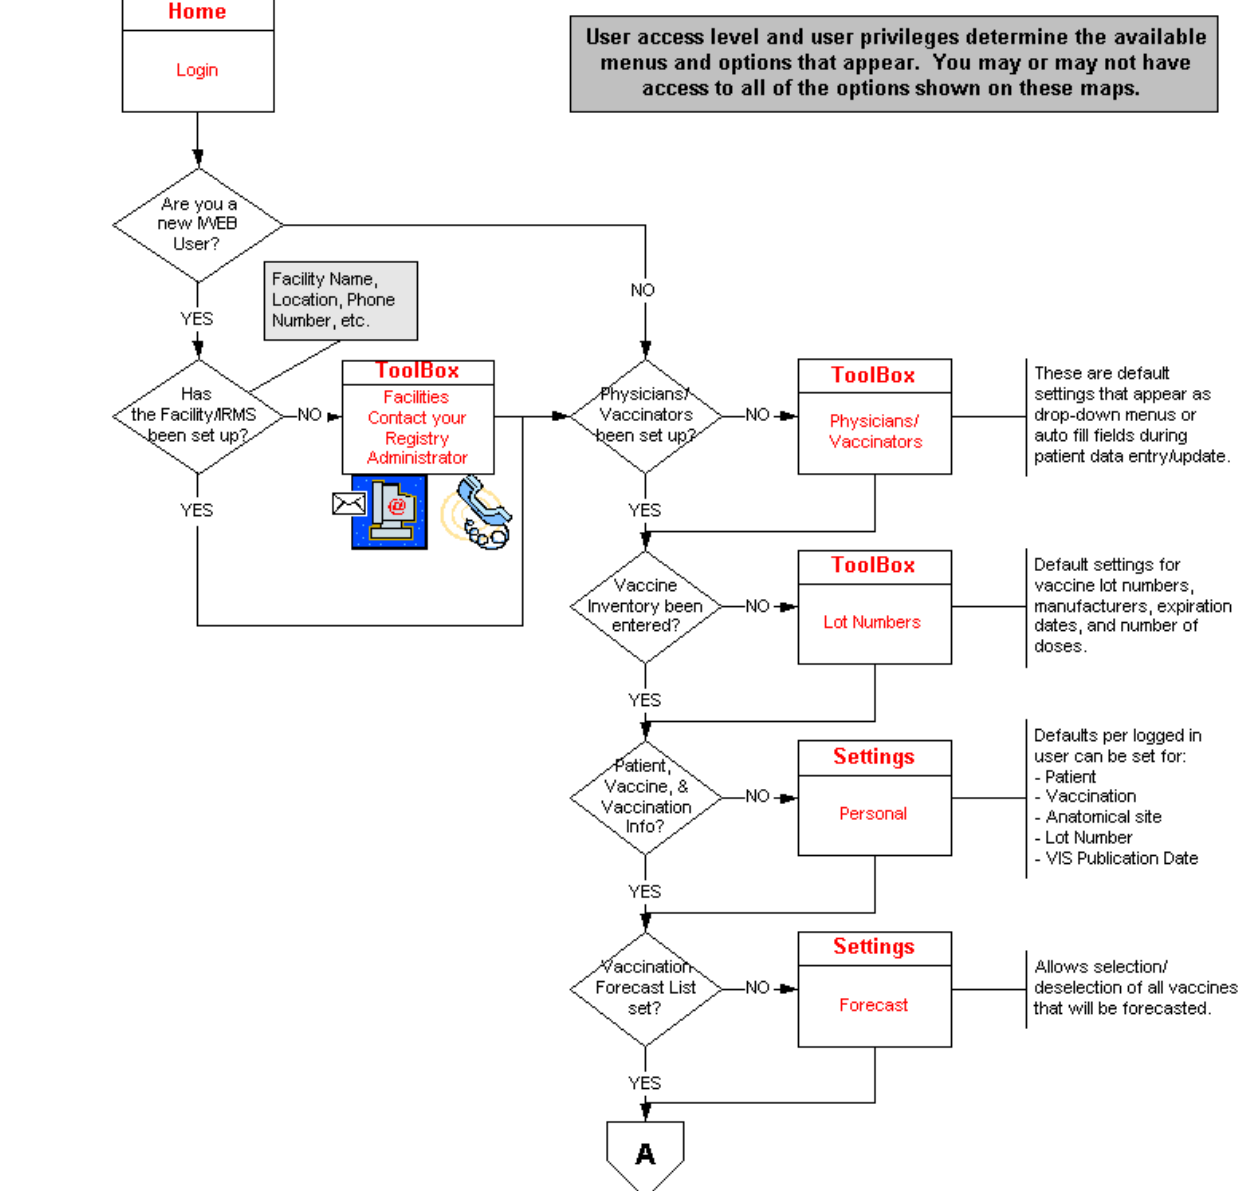 Home
Login
User access level and user privileges determine the available
menus and options that appear.  You may or may not have
access to all of the options shown on these maps.
Are you a
new IWEB
User?
NO
YES
Facility Name,
Location, Phone
Number, etc.
Has
the Facility/IRMS
been set up?
NO
YES
ToolBox
Facilities
Contact your
Registry
Administrator
@
Physicians/
Vaccinators
been set up?
NO
YES
ToolBox
Physicians/
Vaccinators
These are default
settings that appear as
drop-down menus or
auto fill fields during
patient data entry/update.
Vaccine
Inventory been
entered?
NO
YES
ToolBox
Lot Numbers
Default settings for
vaccine lot numbers,
manufacturers, expiration
dates, and number of
doses.
Patient,
Vaccine, &
Vaccination
Info?
NO
YES
Settings
Personal
Defaults per logged in
user can be set for:
- Patient
- Vaccination
- Anatomical site
- Lot Number
- VIS Publication Date
Vaccination
Forecast List
set?
NO
YES
Settings
Forecast
Allows selection/
deselection of all vaccines
that will be forecasted.
A